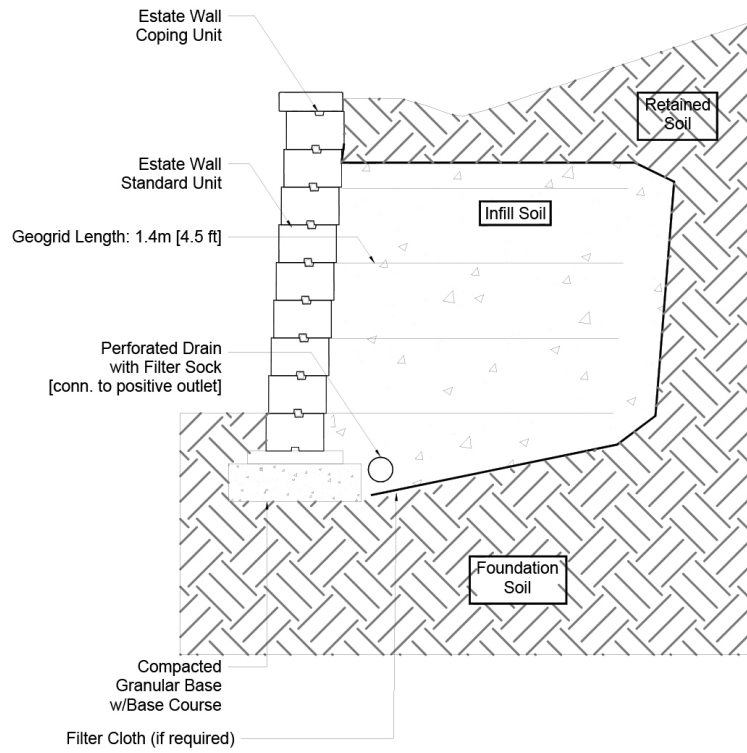 Estate Wall
Coping Unit
Retained
Soil
Estate Wall
Standard Unit
Infill Soil
Geogrid Length: 1.4m [4.5 ft]
Perforated Drain
with Filter Sock
[conn. to positive outlet]
Foundation
Soil
Compacted
Granular Base
w/Base Course
Filter Cloth (if required)